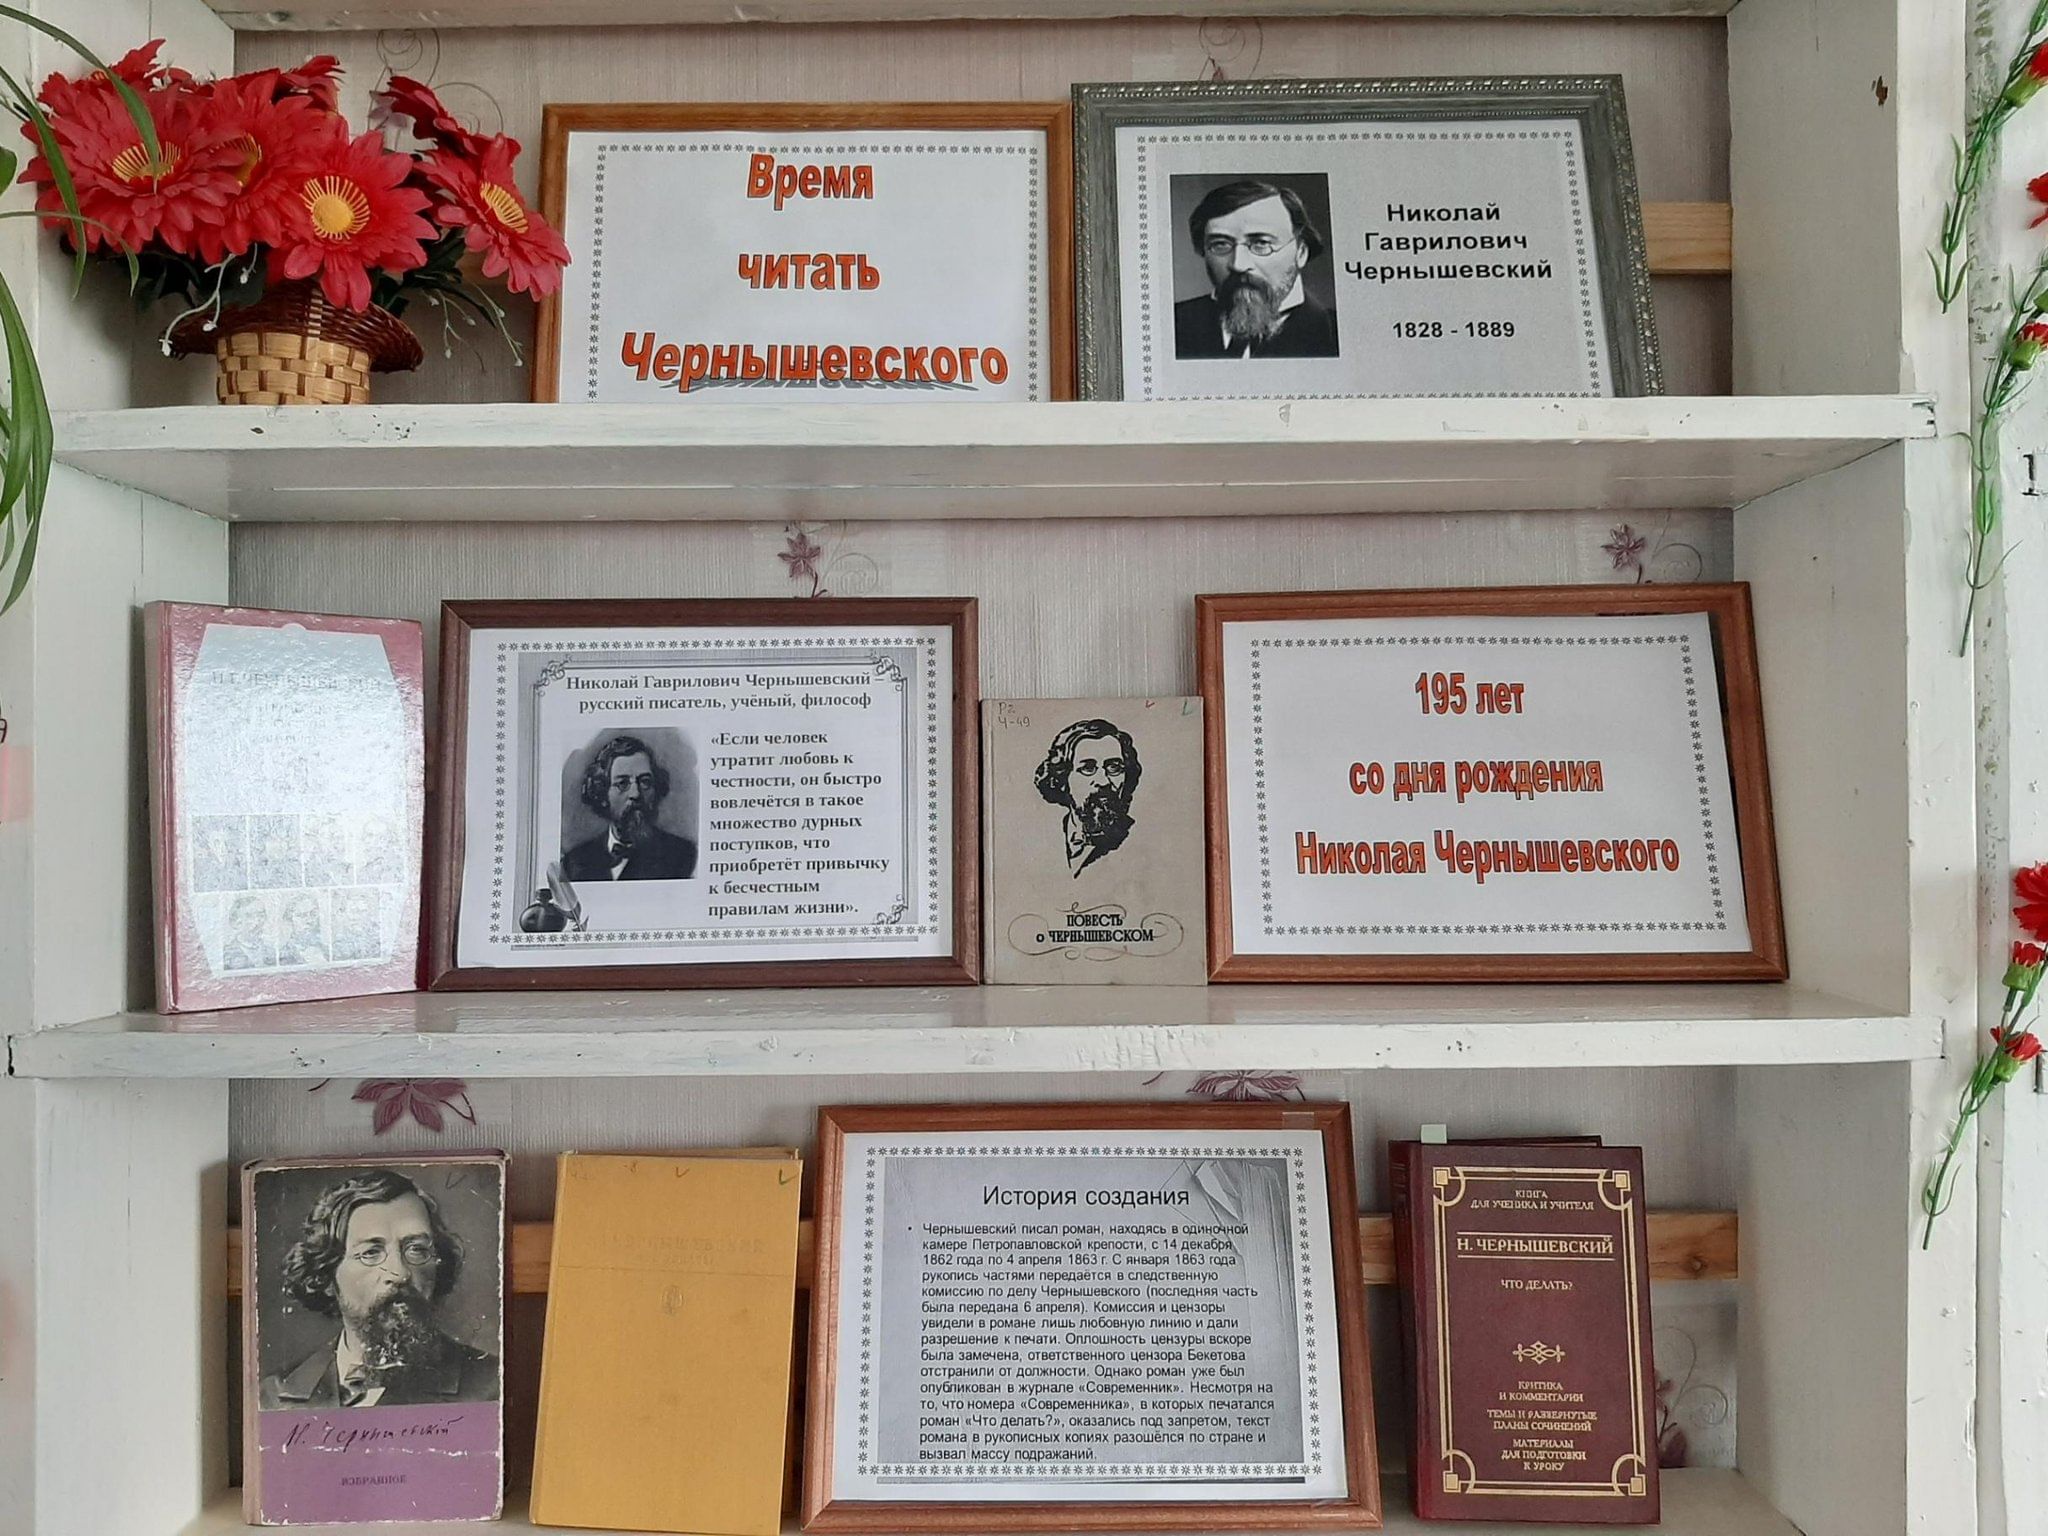 Время
читать
Чернышевского
Николай
Гаврилович
Чернышевский
1828 - 1889
Николай Гаврилович Чернышевский –
русский писатель, учёный, философ
«Если человек
утратит любовь к
честности, он быстро
вовлечётся в такое
множество дурных
поступков, что
приобретёт привычку
к бесчестным
правилам жизни».
Р2
Ч-49
ПОВЕСТЬ
о ЧЕРНЫШЕВСКОМ
195 лет
со дня рождения
Николая Чернышевского
Н. Чернышевский
ИЗБРАННОЕ
История создания
• Чернышевский писал роман, находясь в одиночной
камере Петропавловской крепости, с 14 декабря
1862 года по 4 апреля 1863 г. С января 1863 года
рукопись частями передаётся в следственную
комиссию по делу Чернышевского (последняя часть
была передана 6 апреля). Комиссия и цензоры
увидели в романе лишь любовную линию и дали
разрешение к печати. Оплошность цензуры вскоре
была замечена, ответственного цензора Бекетова
отстранили от должности. Однако роман уже был
опубликован в журнале «Современник». Несмотря на
то, что номера «Современника», в которых печатался
роман «Что делать?», оказались под запретом, текст
романа в рукописных копиях разошёлся по стране и
вызвал массу подражаний.
КНИГА
ДЛЯ УЧЕНИКА И УЧИТЕЛЯ
Н. ЧЕРНЫШЕВСКИЙ
ЧТО ДЕЛАТЬ?
КРИТИКА
И КОММЕНТАРИИ
ТЕМЫ И РАЗВЕРНУТЫЕ
ПЛАНЫ СОЧИНЕНИЙ
МАТЕРИАЛЫ
ДЛЯ ПОДГОТОВКИ
К УРОКУ